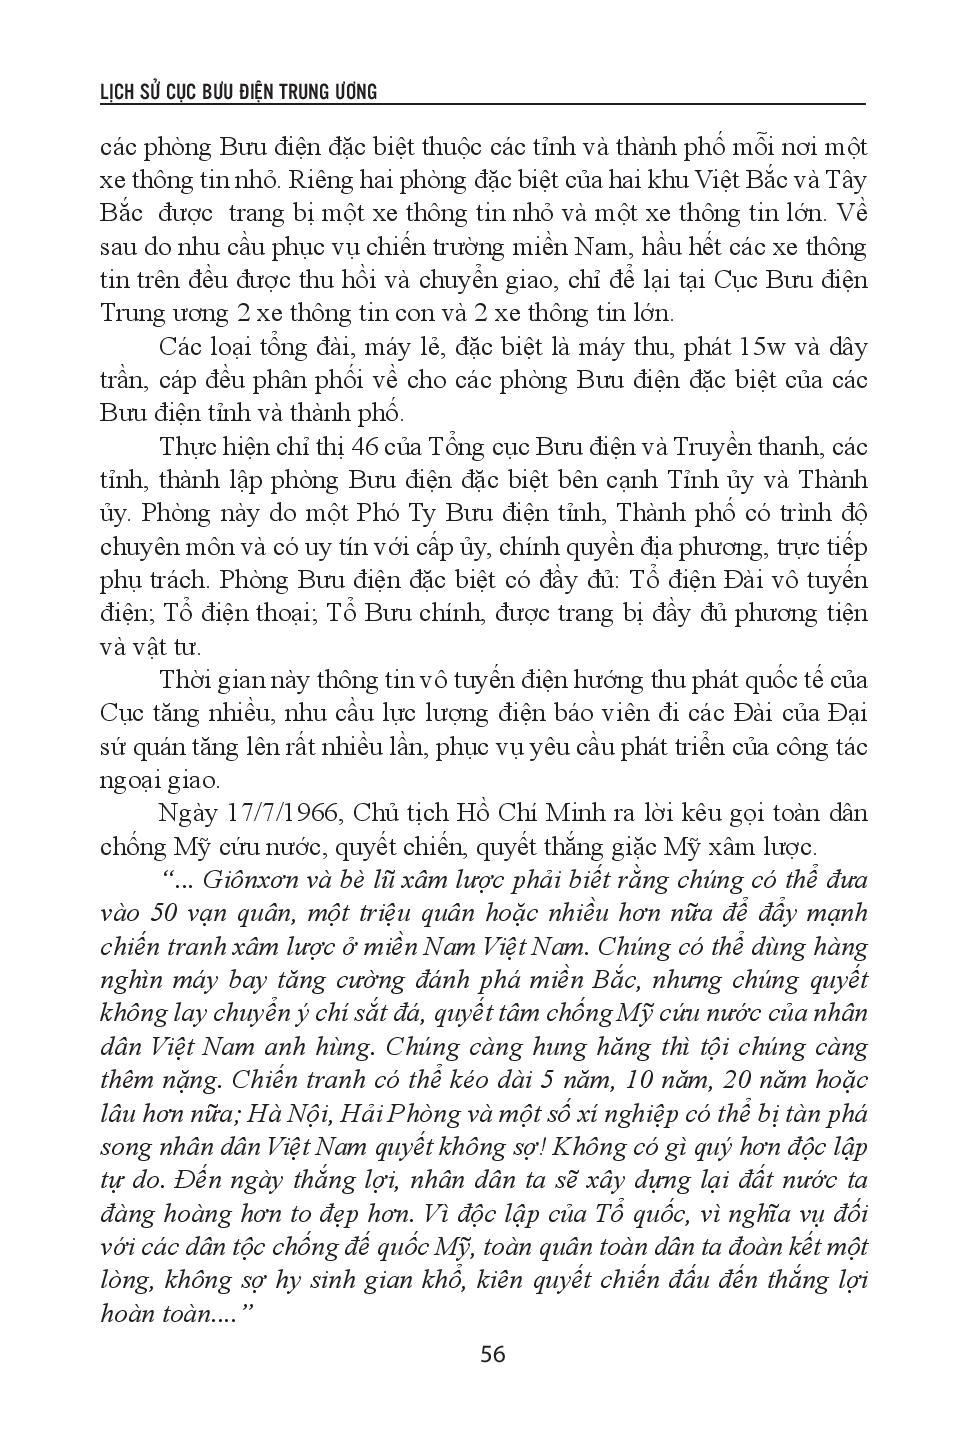 LỊCH SỬ CỤC BƯU ĐIỆN TRUNG ƯƠNG
các phòng Bưu điện đặc biệt thuộc các tỉnh và thành phố mỗi nơi một
xe thông tin nhỏ. Riêng hai phòng đặc biệt của hai khu Việt Bắc và Tây
Bắc được trang bị một xe thông tin nhỏ và một xe thông tin lớn. Về
sau do nhu cầu phục vụ chiến trường miền Nam, hầu hết các xe thông
tin trên đều được thu hồi và chuyển giao, chỉ để lại tại Cục Bưu điện
Trung ương 2 xe thông tin con và 2 xe thông tin lớn.
Các loại tổng đài, máy lẻ, đặc biệt là máy thu, phát 15w và dây
trần, cáp đều phân phối về cho các phòng Bưu điện đặc biệt của các
Bưu điện tỉnh và thành phố.
Thực hiện chỉ thị 46 của Tổng cục Bưu điện và Truyền thanh, các
tỉnh, thành lập phòng Bưu điện đặc biệt bên cạnh Tỉnh ủy và Thành
ủy. Phòng này do một Phó Ty Bưu điện tỉnh, Thành phố có trình độ
chuyên môn và có uy tín với cấp ủy, chính quyền địa phương, trực tiếp
phụ trách. Phòng Bưu điện đặc biệt có đầy đủ: Tổ điện Đài vô tuyến
điện; Tổ điện thoại; Tổ Bưu chính, được trang bị đầy đủ phương tiện
và vật tư.
Thời gian này thông tin vô tuyến điện hướng thu phát quốc tế của
Cục tăng nhiều, nhu cầu lực lượng điện báo viên đi các Đài của Đại
sứ quán tăng lên rất nhiều lần, phục vụ yêu cầu phát triển của công tác
ngoại giao.
Ngày 17/7/1966, Chủ tịch Hồ Chí Minh ra lời kêu gọi toàn dân
chống Mỹ cứu nước, quyết chiến, quyết thắng giặc Mỹ xâm lược.
“... Giônxơn và bè lũ xâm lược phải biết rằng chúng có thể đưa
vào 50 vạn quân, một triệu quân hoặc nhiều hơn nữa để đẩy mạnh
chiến tranh xâm lược ở miền Nam Việt Nam. Chúng có thể dùng hàng
nghìn máy bay tăng cường đánh phá miền Bắc, nhưng chúng quyết
không lay chuyển ý chí sắt đá, quyết tâm chống Mỹ cứu nước của nhân
dân Việt Nam anh hùng. Chúng càng hung hăng thì tội chúng càng
thêm nặng. Chiến tranh có thể kéo dài 5 năm, 10 năm, 20 năm hoặc
lâu hơn nữa; Hà Nội, Hải Phòng và một số xí nghiệp có thể bị tàn phá
song nhân dân Việt Nam quyết không sợ! Không có gì quý hơn độc lập
tự do. Đến ngày thắng lợi, nhân dân ta sẽ xây dựng lại đất nước ta
đàng hoàng hơn to đẹp hơn. Vì độc lập của Tổ quốc, vì nghĩa vụ đối
với các dân tộc chống đế quốc Mỹ, toàn quân toàn dân ta đoàn kết một
lòng, không sợ hy sinh gian khổ, kiên quyết chiến đấu đến thắng lợi
hoàn toàn....”
56